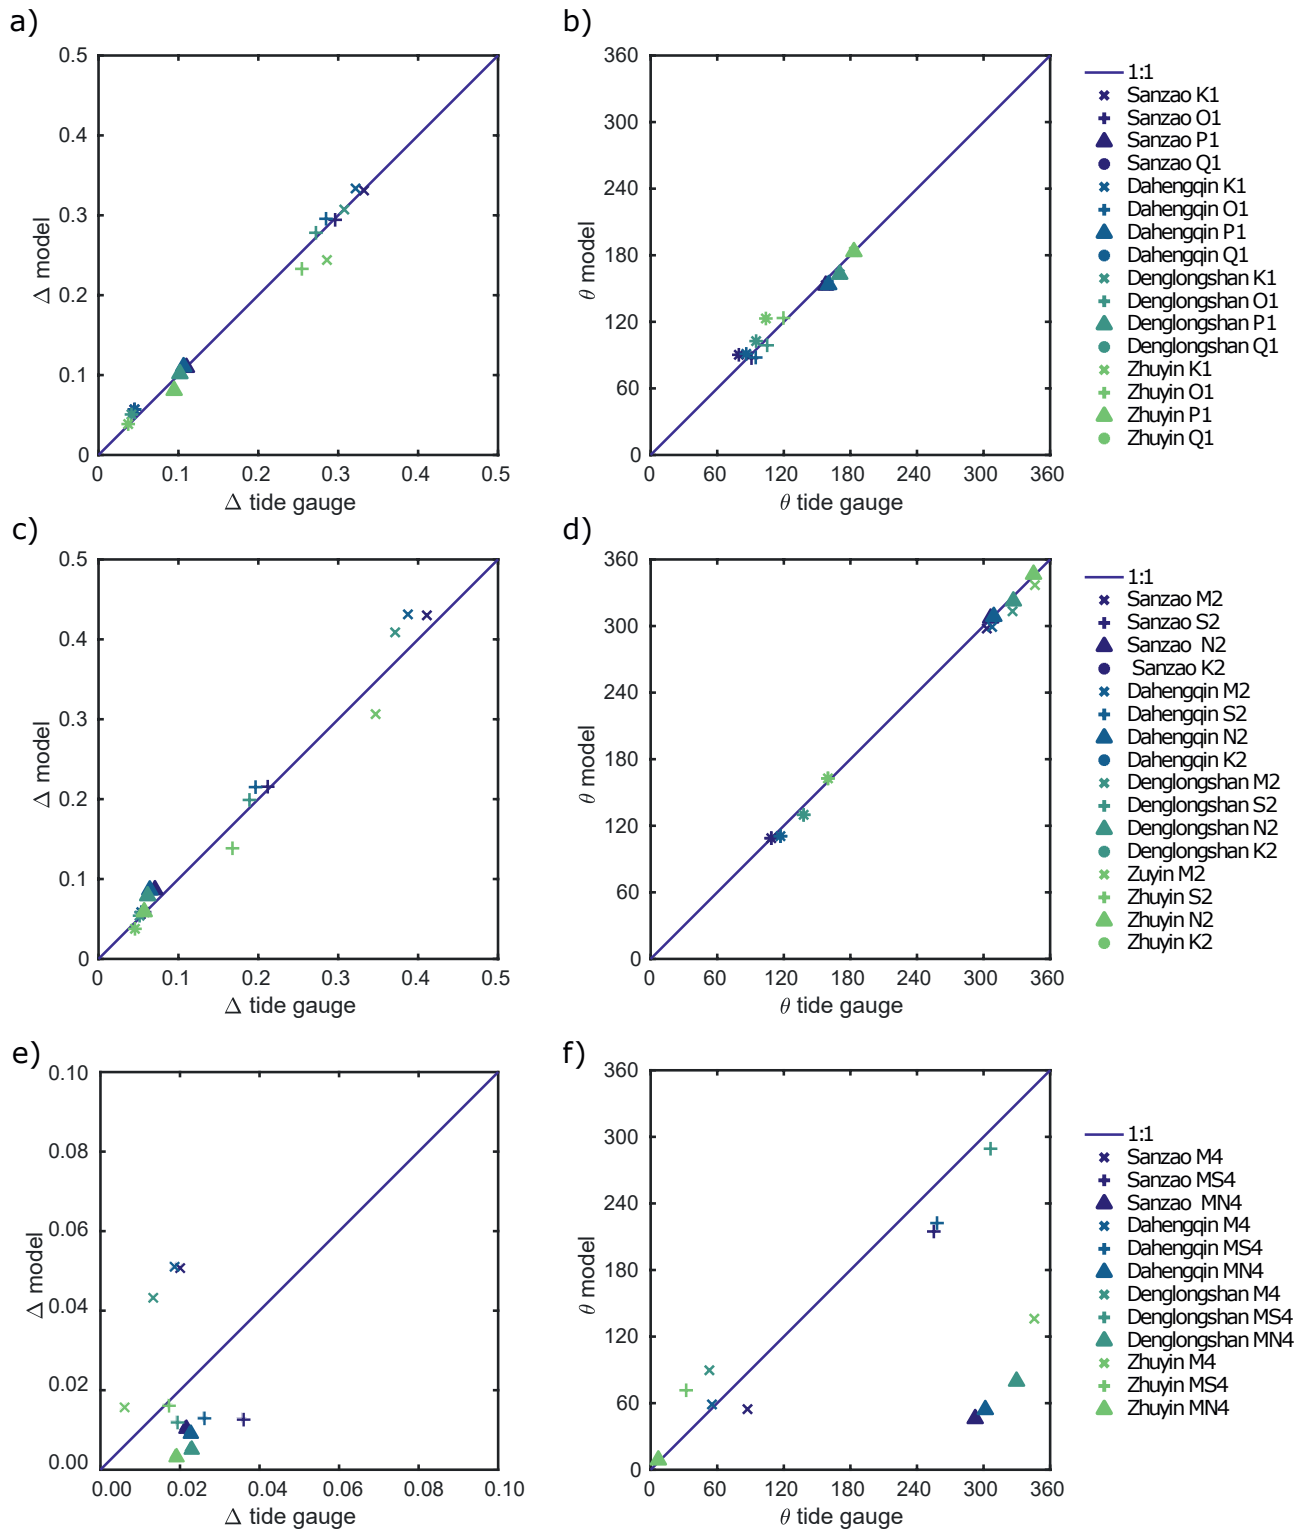 a)
0.5
0.4
0.3
0.2
0.1
0
Δ model
0 0.1 0.2 0.3 0.4 0.5
Δ tide gauge
b)
360
300
240
180
120
60
0
θ model
0 60 120 180 240 300 360
θ tide gauge
1:1
Sanzao K1
Sanzao O1
Sanzao P1
Sanzao Q1
Dahengqin K1
Dahengqin O1
Dahengqin P1
Dahengqin Q1
Denglongshan K1
Denglongshan O1
Denglongshan P1
Denglongshan Q1
Zhuyin K1
Zhuyin O1
Zhuyin P1
Zhuyin Q1
c)
0.5
0.4
0.3
0.2
0.1
0
Δ model
0 0.1 0.2 0.3 0.4 0.5
Δ tide gauge
d)
360
300
240
180
120
60
0
θ model
0 60 120 180 240 300 360
θ tide gauge
1:1
Sanzao M2
Sanzao S2
Sanzao N2
Sanzao K2
Dahengqin M2
Dahengqin S2
Dahengqin N2
Dahengqin K2
Denglongshan M2
Denglongshan S2
Denglongshan N2
Denglongshan K2
Zuyin M2
Zhuyin S2
Zhuyin N2
Zhuyin K2
e)
0.10
0.08
0.06
0.04
0.02
0.00
Δ model
0.00 0.02 0.04 0.06 0.08 0.10
Δ tide gauge
f)
360
300
240
180
120
60
0
θ model
0 60 120 180 240 300 360
θ tide gauge
1:1
Sanzao M4
Sanzao MS4
Sanzao MN4
Dahengqin M4
Dahengqin MS4
Dahengqin MN4
Denglongshan M4
Denglongshan MS4
Denglongshan MN4
Zhuyin M4
Zhuyin MS4
Zhuyin MN4